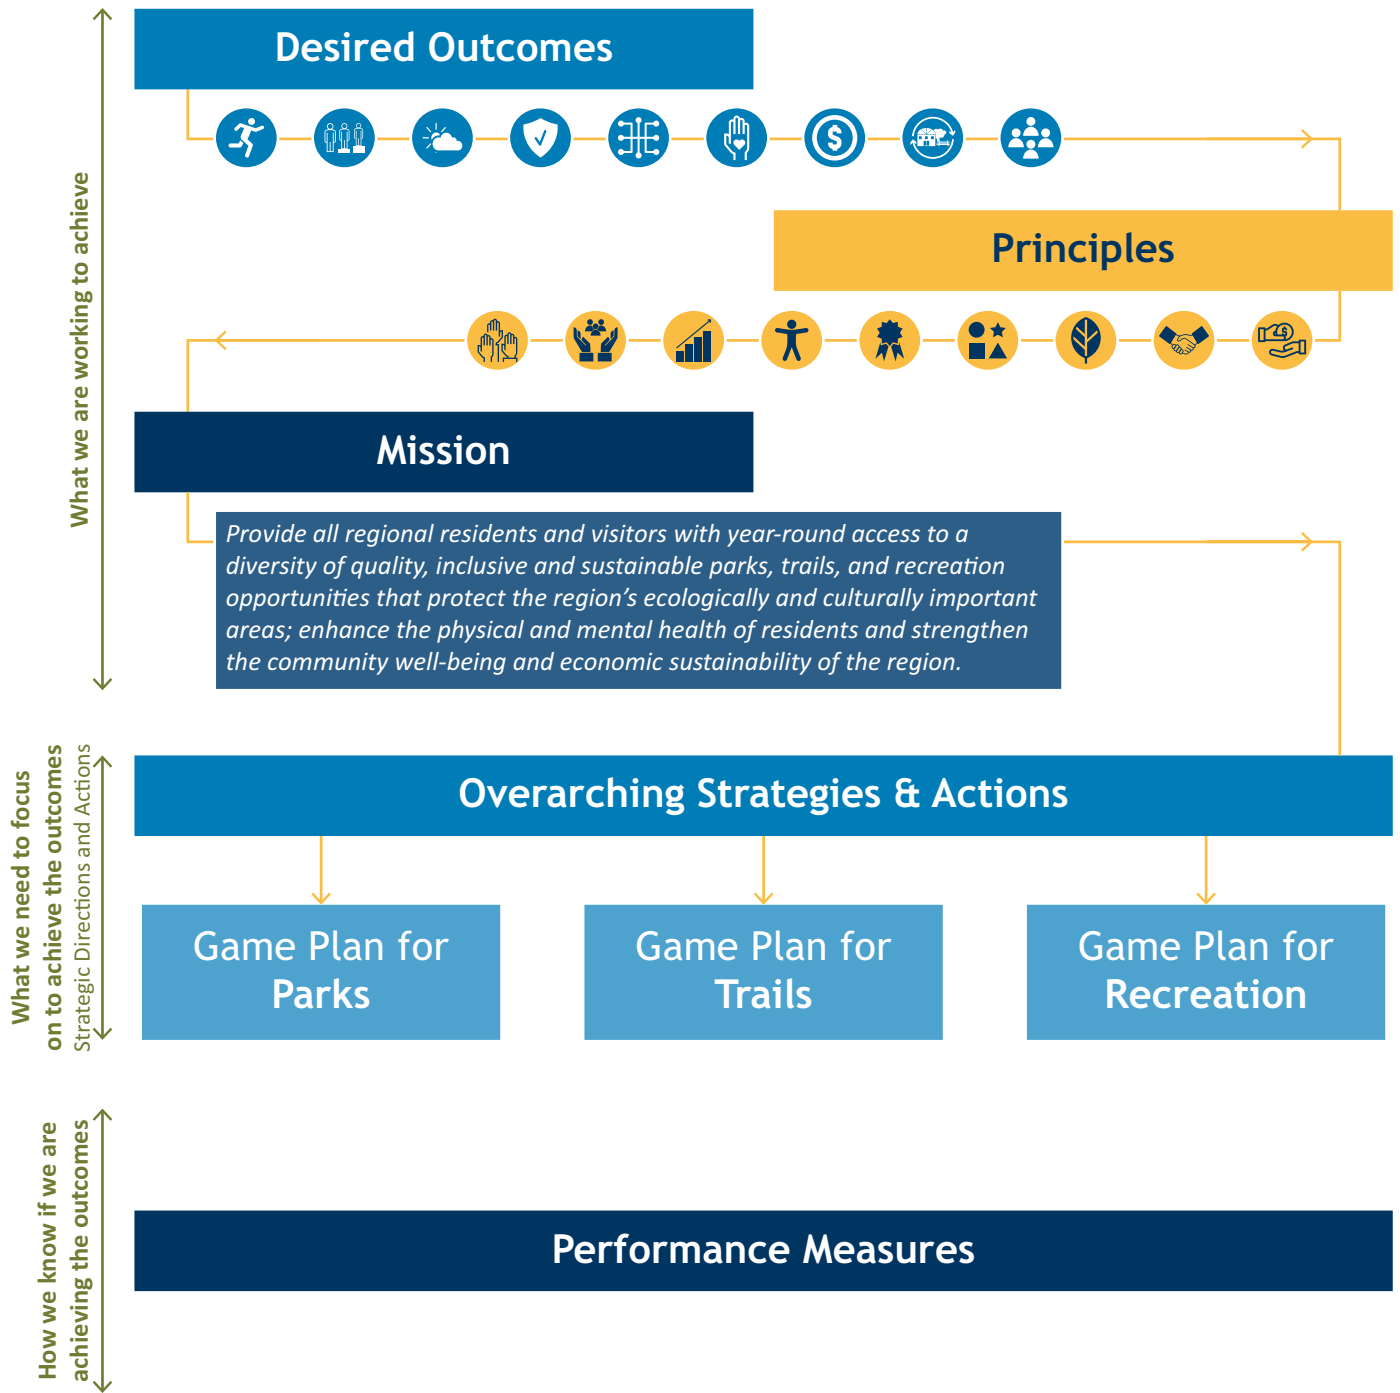 Desired Outcomes
What we are working to achieve
Principles
Mission
Provide all regional residents and visitors with year-round access to a
diversity of quality, inclusive and sustainable parks, trails, and recreation
opportunities that protect the region's ecologically and culturally important
areas; enhance the physical and mental health of residents and strengthen
the community well-being and economic sustainability of the region.
What we need to focus
on to achieve the outcomes
Strategic Directions and Actions
Overarching Strategies & Actions
Game Plan for
Parks
Game Plan for
Trails
Game Plan for
Recreation
How we know if we are
achieving the outcomes
Performance Measures